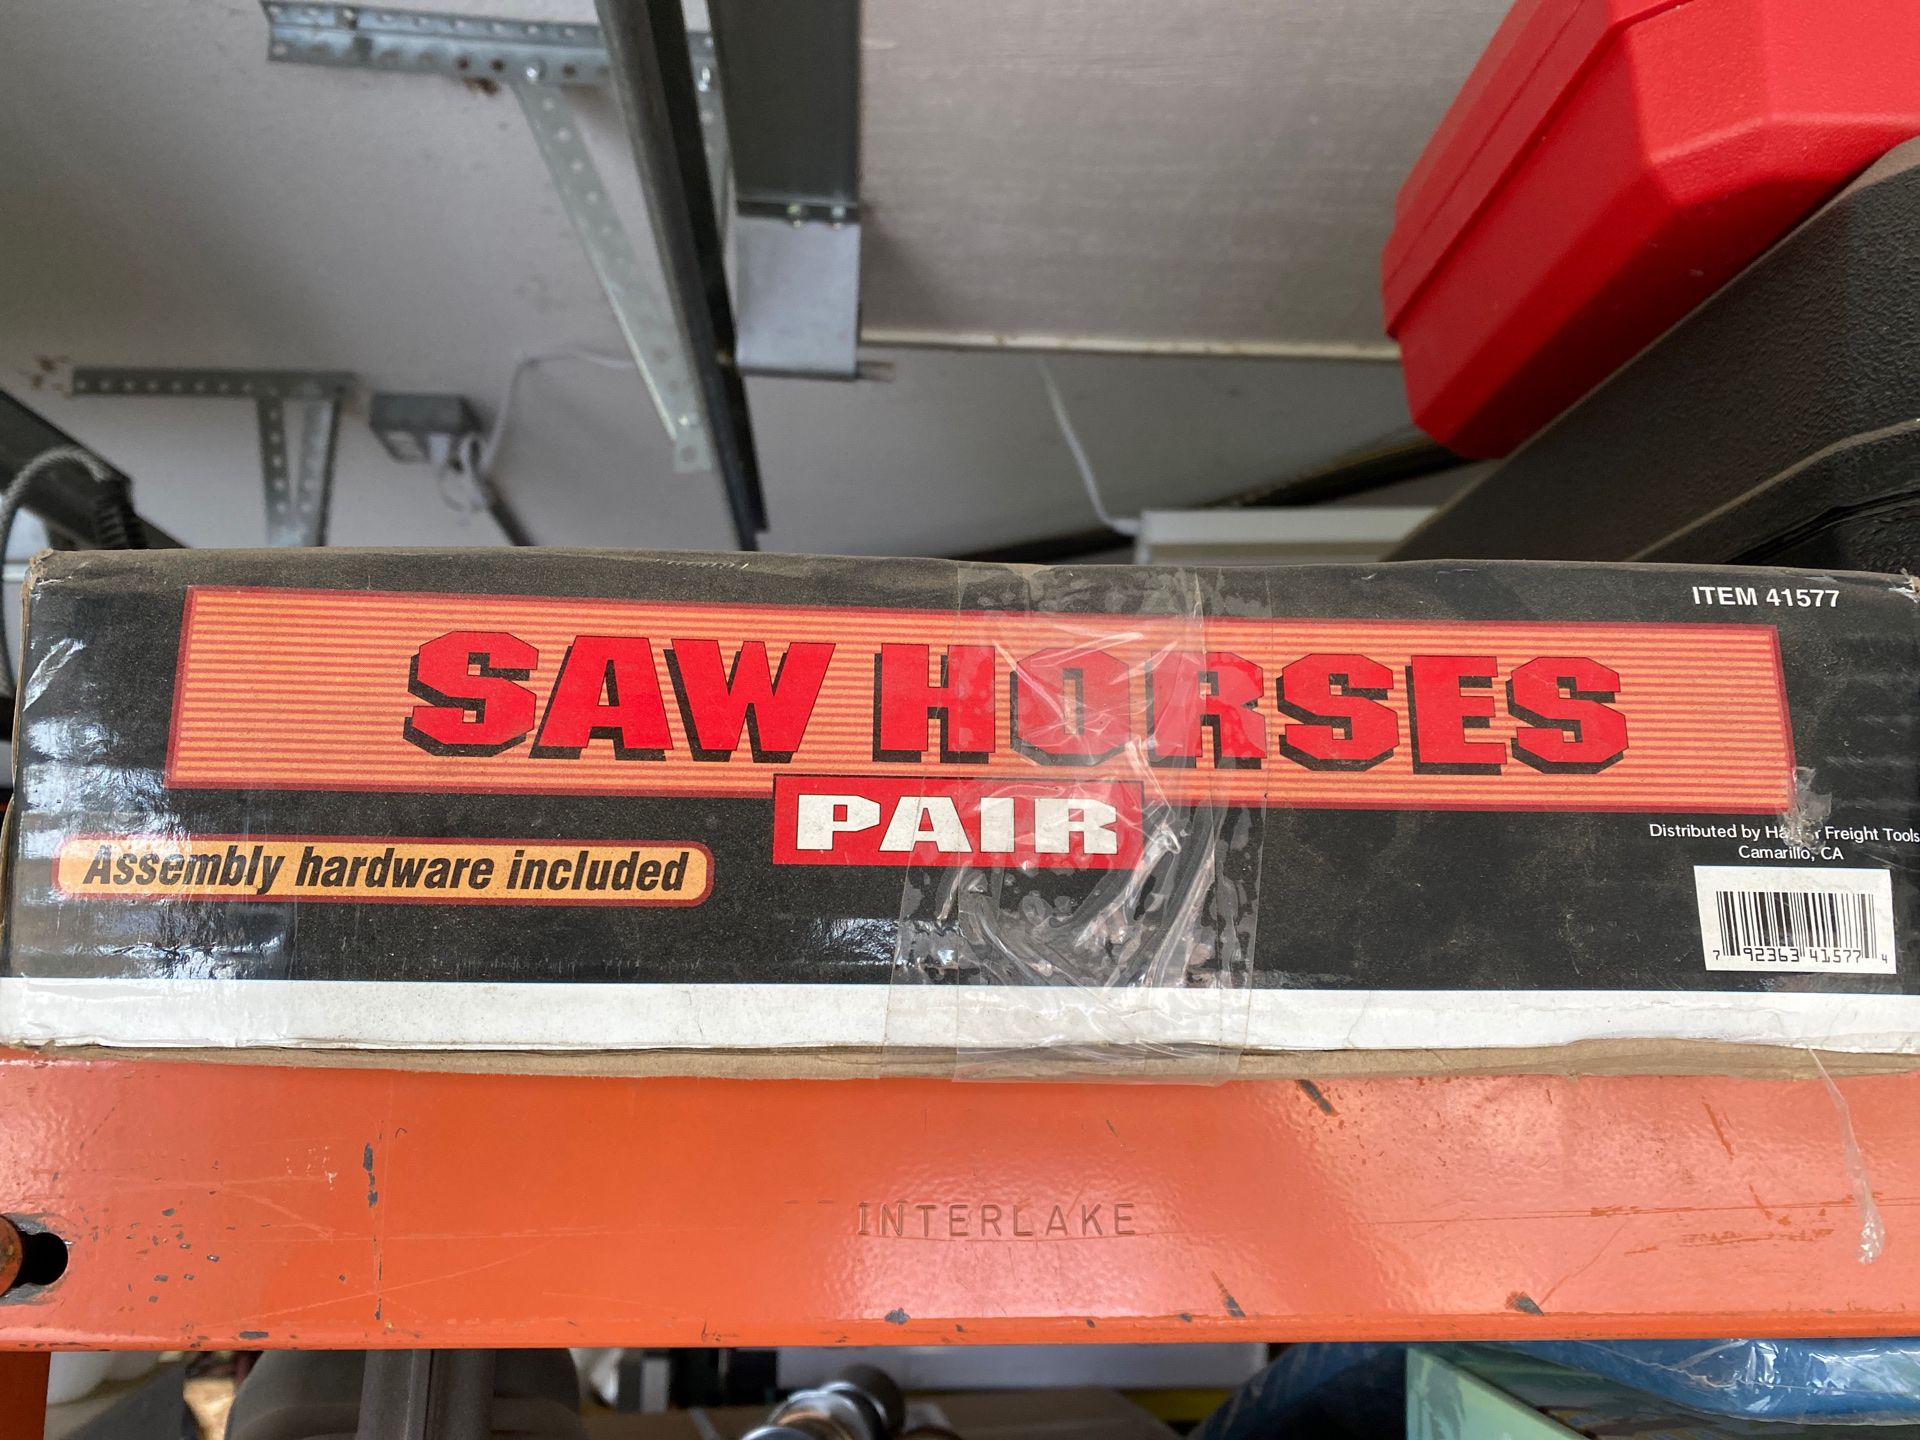 ITEM 41577
SAW HORSES
PAIR
Assembly hardware included
Distributed by Harbor Freight Tools
Camarillo, CA
7 92363 41577 4
INTERLAKE